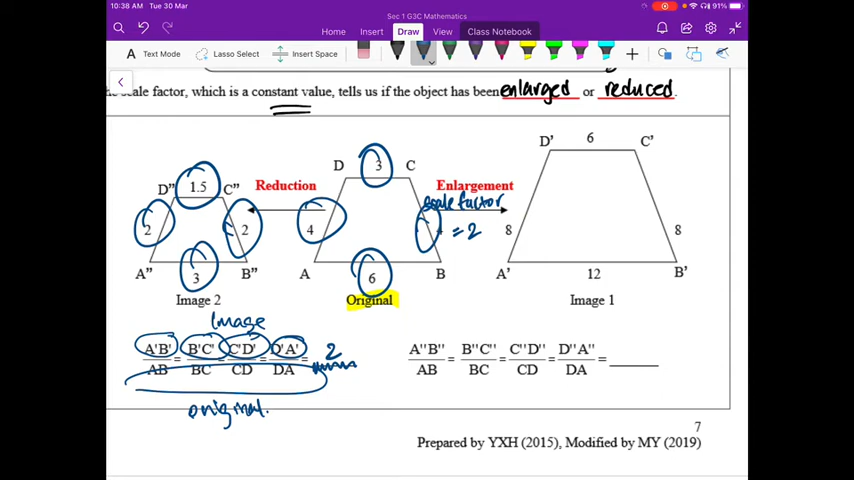 10:38 AM Tue 30 Mar
91%
Sec 1 G3C Mathematics
Home Insert Draw View Class Notebook
Text Mode Lasso Select Insert Space
he scale factor, which is a constant value, tells us if the object has been enlarged or reduced.
D' 6 C'
D 3 C
D" 1.5 C" Reduction Enlargement
scale factor
2 2 4 4 = 2 8 8
A" 3 B" A 6 B A' 12 B'
Image 2 Original Image 1
Image
A'B' = B'C' = C'D' = D'A' = 2
AB BC CD DA
A"B" = B"C" = C"D" = D"A" =
AB BC CD DA
original.
7
Prepared by YXH (2015), Modified by MY (2019)